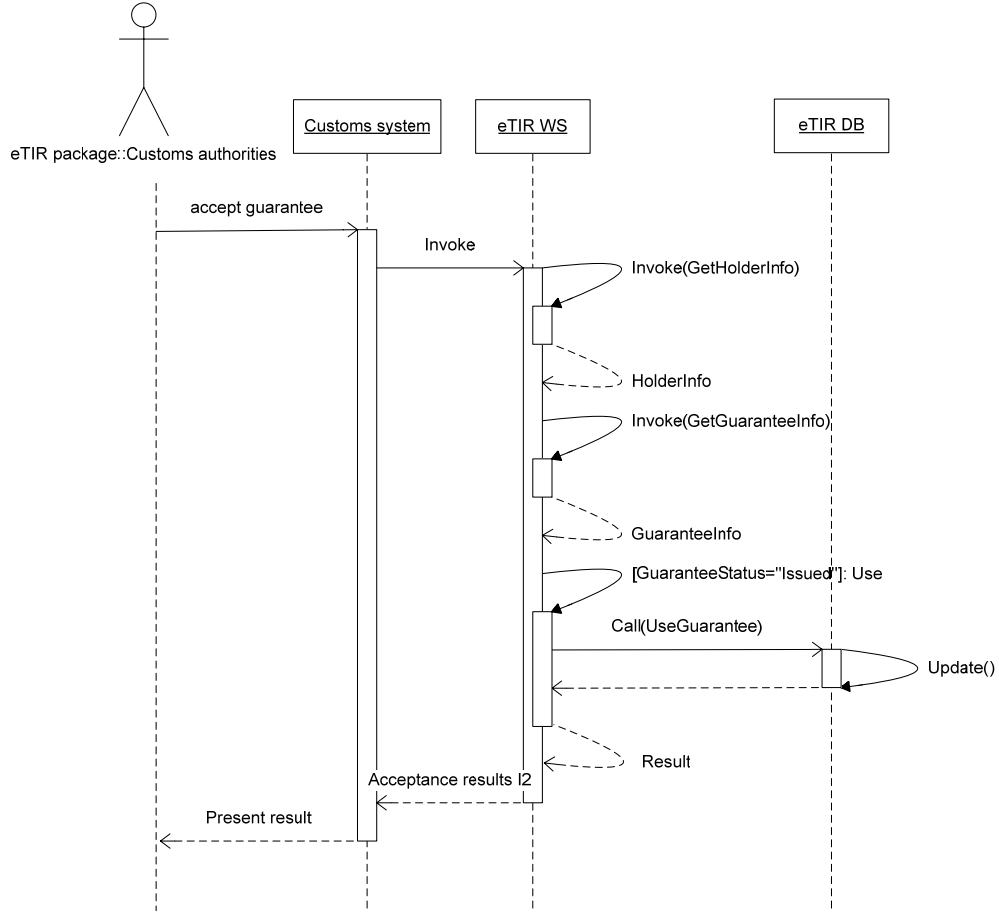 Customs system
eTIR WS
eTIR DB
eTIR package::Customs authorities
accept guarantee
Invoke
Invoke(GetHolderInfo)
HolderInfo
Invoke(GetGuaranteeInfo)
GuaranteeInfo
[GuaranteeStatus="Issued"]: Use
Call(UseGuarantee)
Update()
Result
Acceptance results I2
Present result